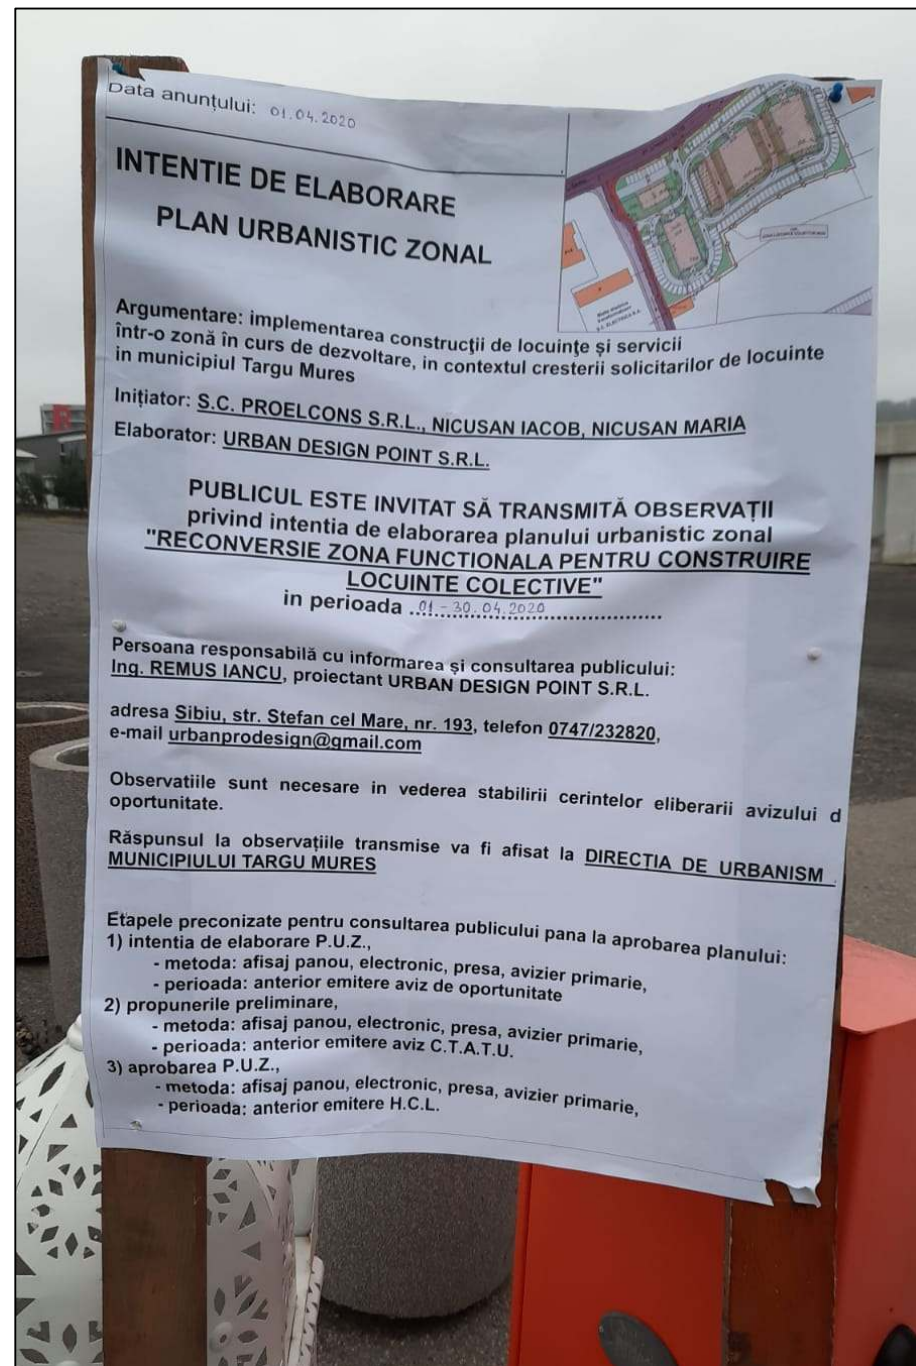 Data anunțului: 01.04.2020
INTENTIE DE ELABORARE
PLAN URBANISTIC ZONAL
Argumentare: implementarea construcţii de locuinţe și servicii
într-o zonă în curs de dezvoltare, in contextul cresterii solicitarilor de locuinte
in municipiul Targu Mures
Inițiator: S.C. PROELCONS S.R.L., NICUSAN IACOB, NICUSAN MARIA
Elaborator: URBAN DESIGN POINT S.R.L.
PUBLICUL ESTE INVITAT SĂ TRANSMITĂ OBSERVAȚII
privind intentia de elaborarea planului urbanistic zonal
"RECONVERSIE ZONA FUNCTIONALA PENTRU CONSTRUIRE
LOCUINTE COLECTIVE"
in perioada ..01 - 30.04.2020
Persoana responsabilă cu informarea și consultarea publicului:
Ing. REMUS IANCU, proiectant URBAN DESIGN POINT S.R.L.
adresa Sibiu, str. Stefan cel Mare, nr. 193, telefon 0747/232820,
e-mail urbanprodesign@gmail.com
Observatiile sunt necesare in vederea stabilirii cerintelor eliberarii avizului d
oportunitate.
Răspunsul la observațiile transmise va fi afisat la DIRECȚIA DE URBANISM
MUNICIPIULUI TARGU MURES
Etapele preconizate pentru consultarea publicului pana la aprobarea planului:
1) intentia de elaborare P.U.Z.,
- metoda: afisaj panou, electronic, presa, avizier primarie,
- perioada: anterior emitere aviz de oportunitate
2) propunerile preliminare,
- metoda: afisaj panou, electronic, presa, avizier primarie,
- perioada: anterior emitere aviz C.T.A.T.U.
3) aprobarea P.U.Z.,
- metoda: afisaj panou, electronic, presa, avizier primarie,
- perioada: anterior emitere H.C.L.